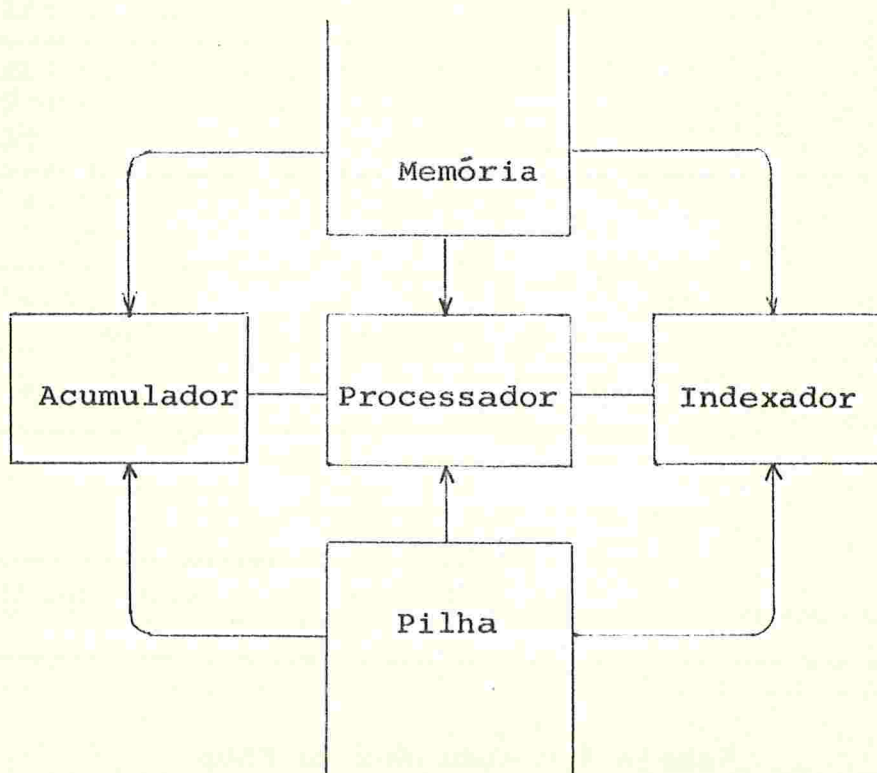 Memória
Acumulador
Processador
Indexador
Pilha